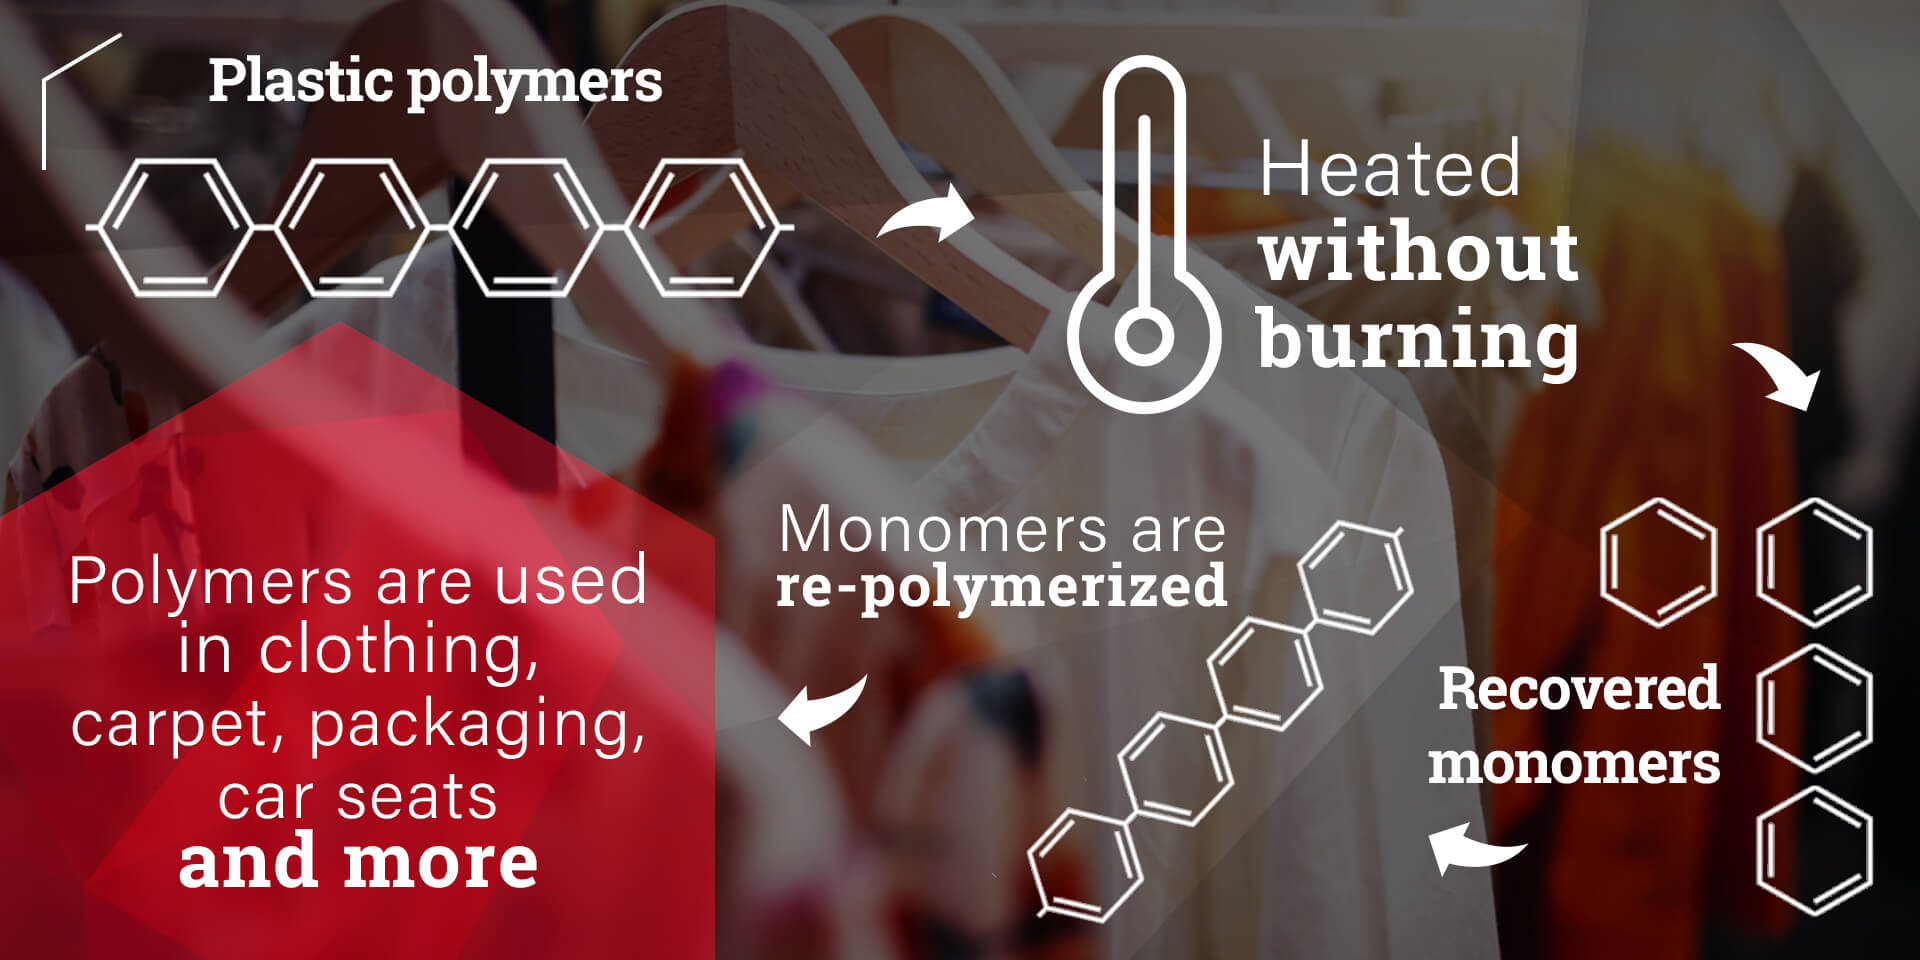 Plastic polymers
Heated
without
burning
Recovered
monomers
Monomers are
re-polymerized
Polymers are used
in clothing,
carpet, packaging,
car seats
and more